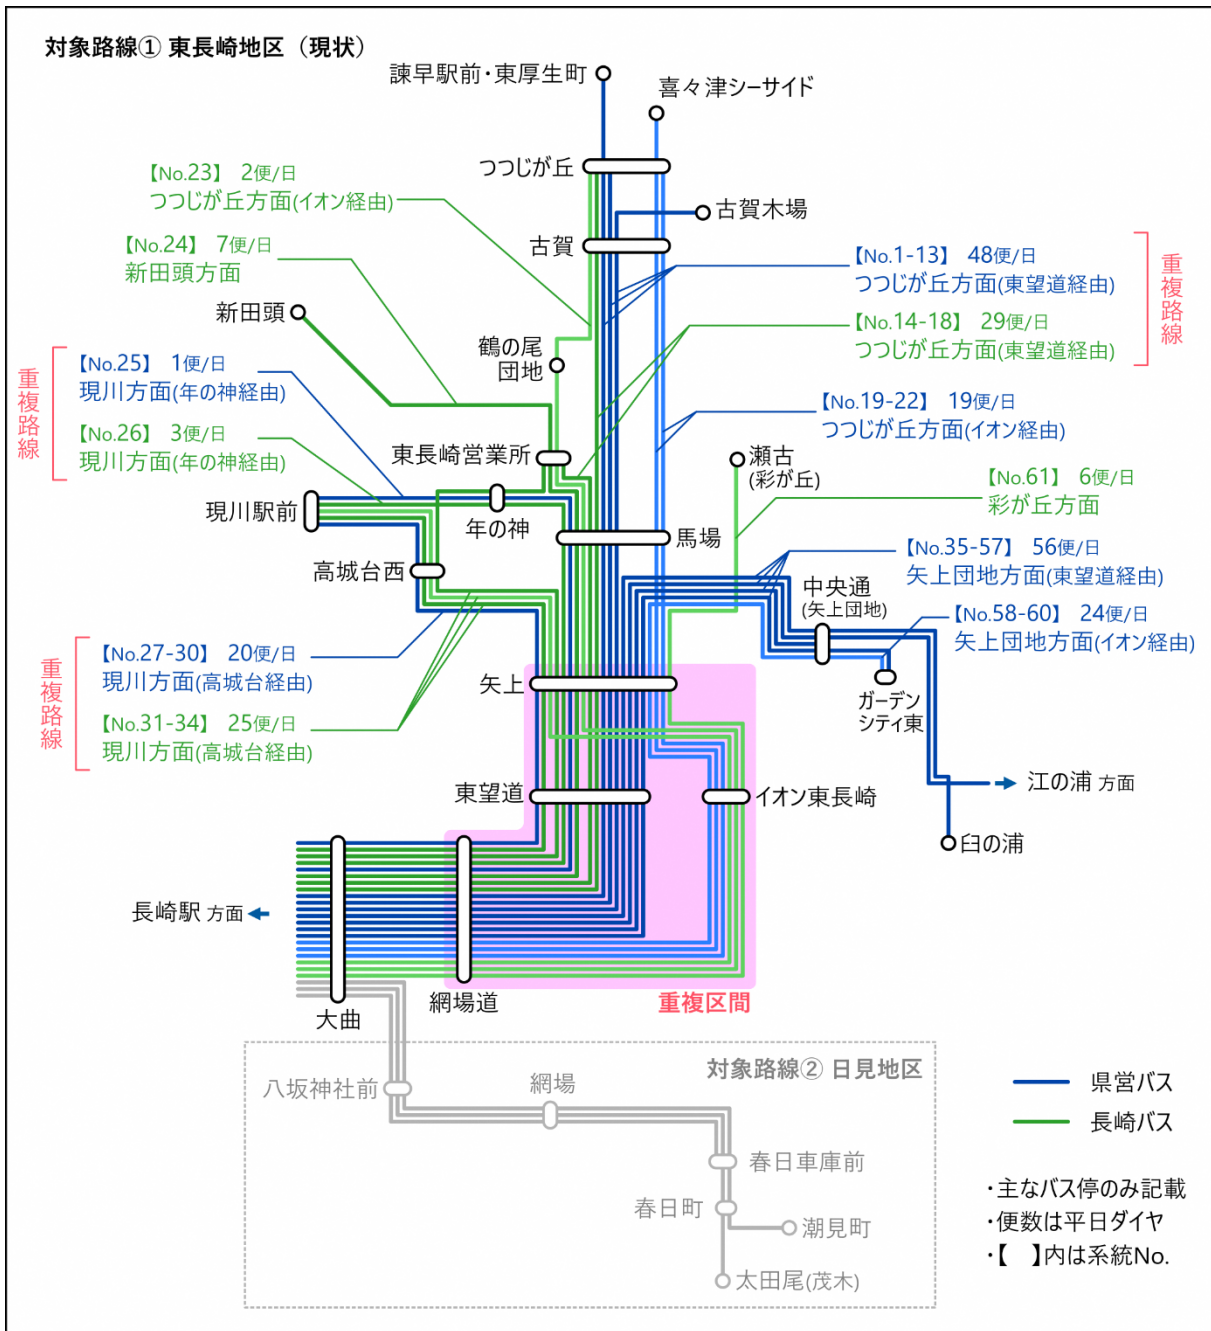 対象路線① 東長崎地区（現状）
諫早駅前・東厚生町
喜々津シーサイド
つつじが丘
【No.23】 2便/日
つつじが丘方面(イオン経由)
古賀木場
古賀
【No.24】 7便/日
新田頭方面
【No.1-13】 48便/日
つつじが丘方面(東望道経由)
重複路線
新田頭
【No.14-18】 29便/日
つつじが丘方面(東望道経由)
鶴の尾
団地
重複路線
【No.25】 1便/日
現川方面(年の神経由)
【No.26】 3便/日
現川方面(年の神経由)
【No.19-22】 19便/日
つつじが丘方面(イオン経由)
東長崎営業所
瀬古
(彩が丘)
【No.61】 6便/日
彩が丘方面
現川駅前
年の神
馬場
高城台西
【No.35-57】 56便/日
矢上団地方面(東望道経由)
中央通
(矢上団地)
【No.58-60】 24便/日
矢上団地方面(イオン経由)
重複路線
【No.27-30】 20便/日
現川方面(高城台経由)
【No.31-34】 25便/日
現川方面(高城台経由)
矢上
ガーデン
シティ東
東望道
イオン東長崎
江の浦 方面
臼の浦
長崎駅 方面
大曲
網場道
重複区間
対象路線② 日見地区
八坂神社前
網場
春日車庫前
春日町
潮見町
太田尾(茂木)
県営バス
長崎バス
・主なバス停のみ記載
・便数は平日ダイヤ
・【 】内は系統No.